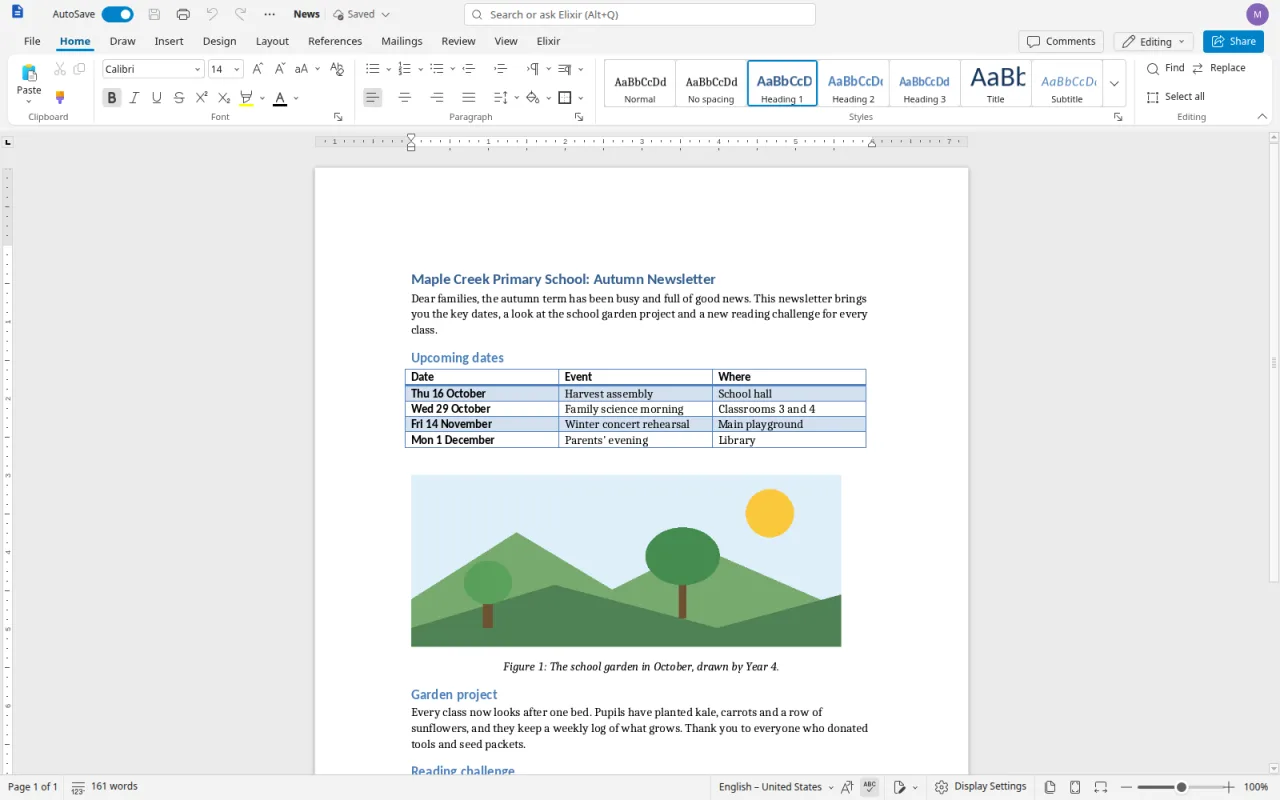 AutoSave
News
Saved
Search or ask Elixir (Alt+Q)
M
File
Home
Draw
Insert
Design
Layout
References
Mailings
Review
View
Elixir
Comments
Editing
Share
Paste
Clipboard
Calibri
14
Font
Paragraph
AaBbCcDd
Normal
AaBbCcDd
No spacing
AaBbCcD
Heading 1
AaBbCcDc
Heading 2
AaBbCcDd
Heading 3
AaBb
Title
AaBbCcDc
Subtitle
Styles
Find
Replace
Select all
Editing
1 1 2 3 4 5 7
Maple Creek Primary School: Autumn Newsletter
Dear families, the autumn term has been busy and full of good news. This newsletter brings
you the key dates, a look at the school garden project and a new reading challenge for every
class.
Upcoming dates
Date Event Where
Thu 16 October Harvest assembly School hall
Wed 29 October Family science morning Classrooms 3 and 4
Fri 14 November Winter concert rehearsal Main playground
Mon 1 December Parents’ evening Library
Figure 1: The school garden in October, drawn by Year 4.
Garden project
Every class now looks after one bed. Pupils have planted kale, carrots and a row of
sunflowers, and they keep a weekly log of what grows. Thank you to everyone who donated
tools and seed packets.
Reading challenge
Page 1 of 1
161 words
English – United States
Display Settings
100%